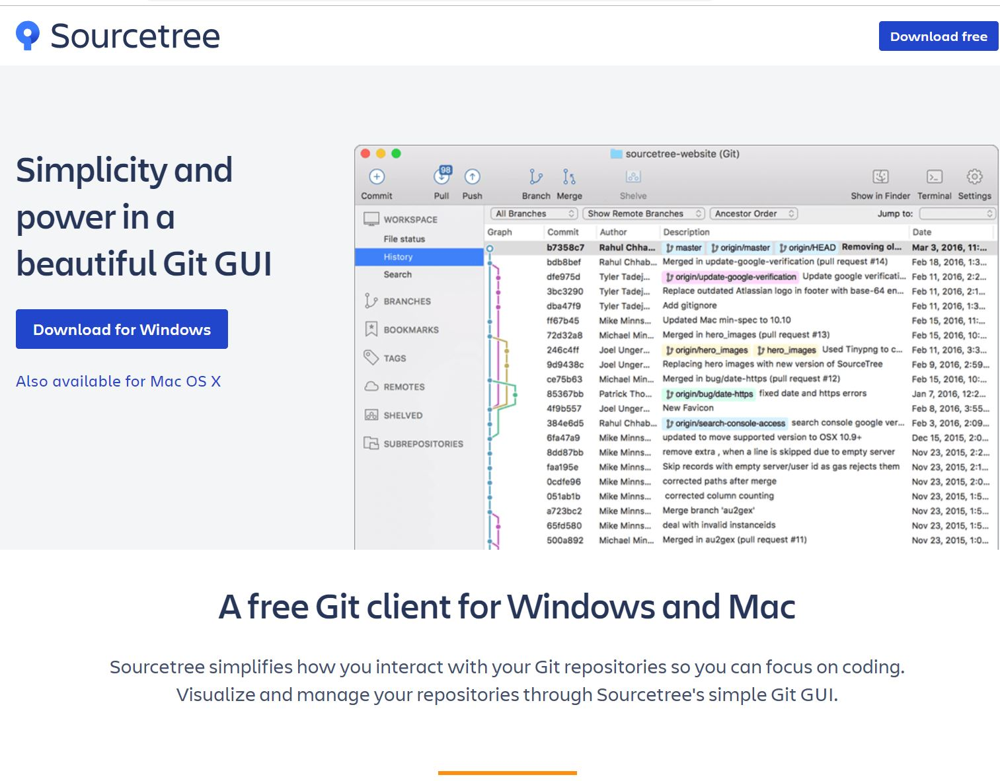 Sourcetree
Download free
Simplicity and
power in a
beautiful Git GUI
Download for Windows
Also available for Mac OS X
sourcetree-website (Git)
98
Commit Pull Push Branch Merge Shelve Show in Finder Terminal Settings
WORKSPACE
File status
History
Search
BRANCHES
BOOKMARKS
TAGS
REMOTES
SHELVED
SUBREPOSITORIES
All Branches Show Remote Branches Ancestor Order Jump to:
Graph Commit Author Description Date
b7358c7 Rahul Chha... master origin/master origin/HEAD Removing ol... Mar 3, 2016, 11:...
bdb8bef Rahul Chhab... Merged in update-google-verification (pull request #14) Feb 18, 2016, 1:3...
dfe975d Tyler Tadej... origin/update-google-verification Update google verificati... Feb 11, 2016, 2:2...
3bc3290 Tyler Tadej... Replace outdated Atlassian logo in footer with base-64 en... Feb 11, 2016, 2:1...
dba47f9 Tyler Tadej... Add gitignore Feb 11, 2016, 1:3...
ff67b45 Mike Minns... Updated Mac min-spec to 10.10 Feb 15, 2016, 11:...
72d32a8 Michael Min... Merged in hero_images (pull request #13) Feb 15, 2016, 10:...
246c4ff Joel Unger... origin/hero_images hero_images Used Tinypng to c... Feb 11, 2016, 3:3...
9d9438c Joel Unger... Replacing hero images with new version of SourceTree Feb 9, 2016, 2:59...
ce75b63 Michael Min... Merged in bug/date-https (pull request #12) Feb 15, 2016, 10:...
85367bb Patrick Tho... origin/bug/date-https fixed date and https errors Jan 7, 2016, 12:2...
4f9b557 Joel Unger... New Favicon Feb 8, 2016, 3:55...
384e6d5 Rahul Chhab... origin/search-console-access search console google ver... Feb 3, 2016, 2:09...
6fa47a9 Mike Minns... updated to move supported version to OSX 10.9+ Dec 15, 2015, 2:0...
8dd87bb Mike Minns... remove extra , when a line is skipped due to empty server Nov 23, 2015, 2:2...
faa195e Mike Minns... Skip records with empty server/user id as gas rejects them Nov 23, 2015, 2:1...
0cdfe96 Mike Minns... corrected paths after merge Nov 23, 2015, 2:0...
051ab1b Mike Minns... corrected column counting Nov 23, 2015, 1:5...
a723bc2 Mike Minns... Merge branch 'au2gex' Nov 23, 2015, 1:5...
65fd580 Mike Minns... deal with invalid instanceids Nov 23, 2015, 1:5...
500a892 Michael Min... Merged in au2gex (pull request #11) Nov 23, 2015, 1:0...
A free Git client for Windows and Mac
Sourcetree simplifies how you interact with your Git repositories so you can focus on coding.
Visualize and manage your repositories through Sourcetree's simple Git GUI.